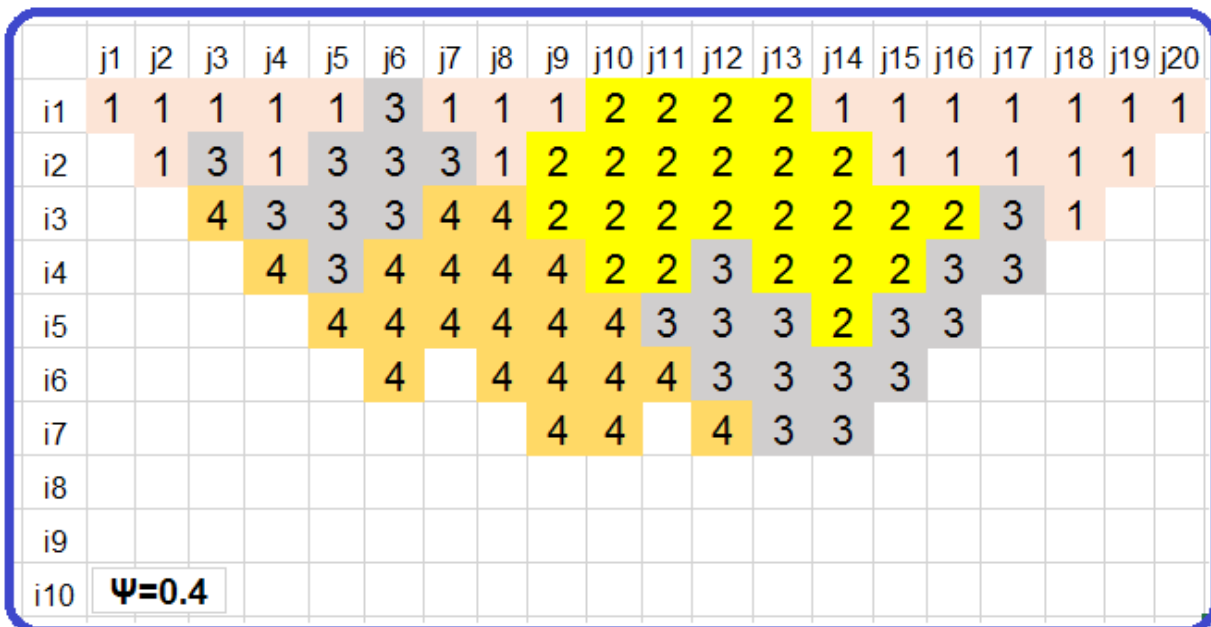 j1 j2 j3 j4 j5 j6 j7 j8 j9 j10 j11 j12 j13 j14 j15 j16 j17 j18 j19 j20
i1 1 1 1 1 1 3 1 1 1 2 2 2 2 1 1 1 1 1 1 1
i2 1 3 1 3 3 3 1 2 2 2 2 2 2 1 1 1 1 1
i3 4 3 3 3 4 4 2 2 2 2 2 2 2 2 3 1
i4 4 3 4 4 4 4 2 2 3 2 2 2 3 3
i5 4 4 4 4 4 4 3 3 3 2 3 3
i6 4 4 4 4 4 3 3 3 3
i7 4 4 4 3 3
i8
i9
i10 Ψ=0.4